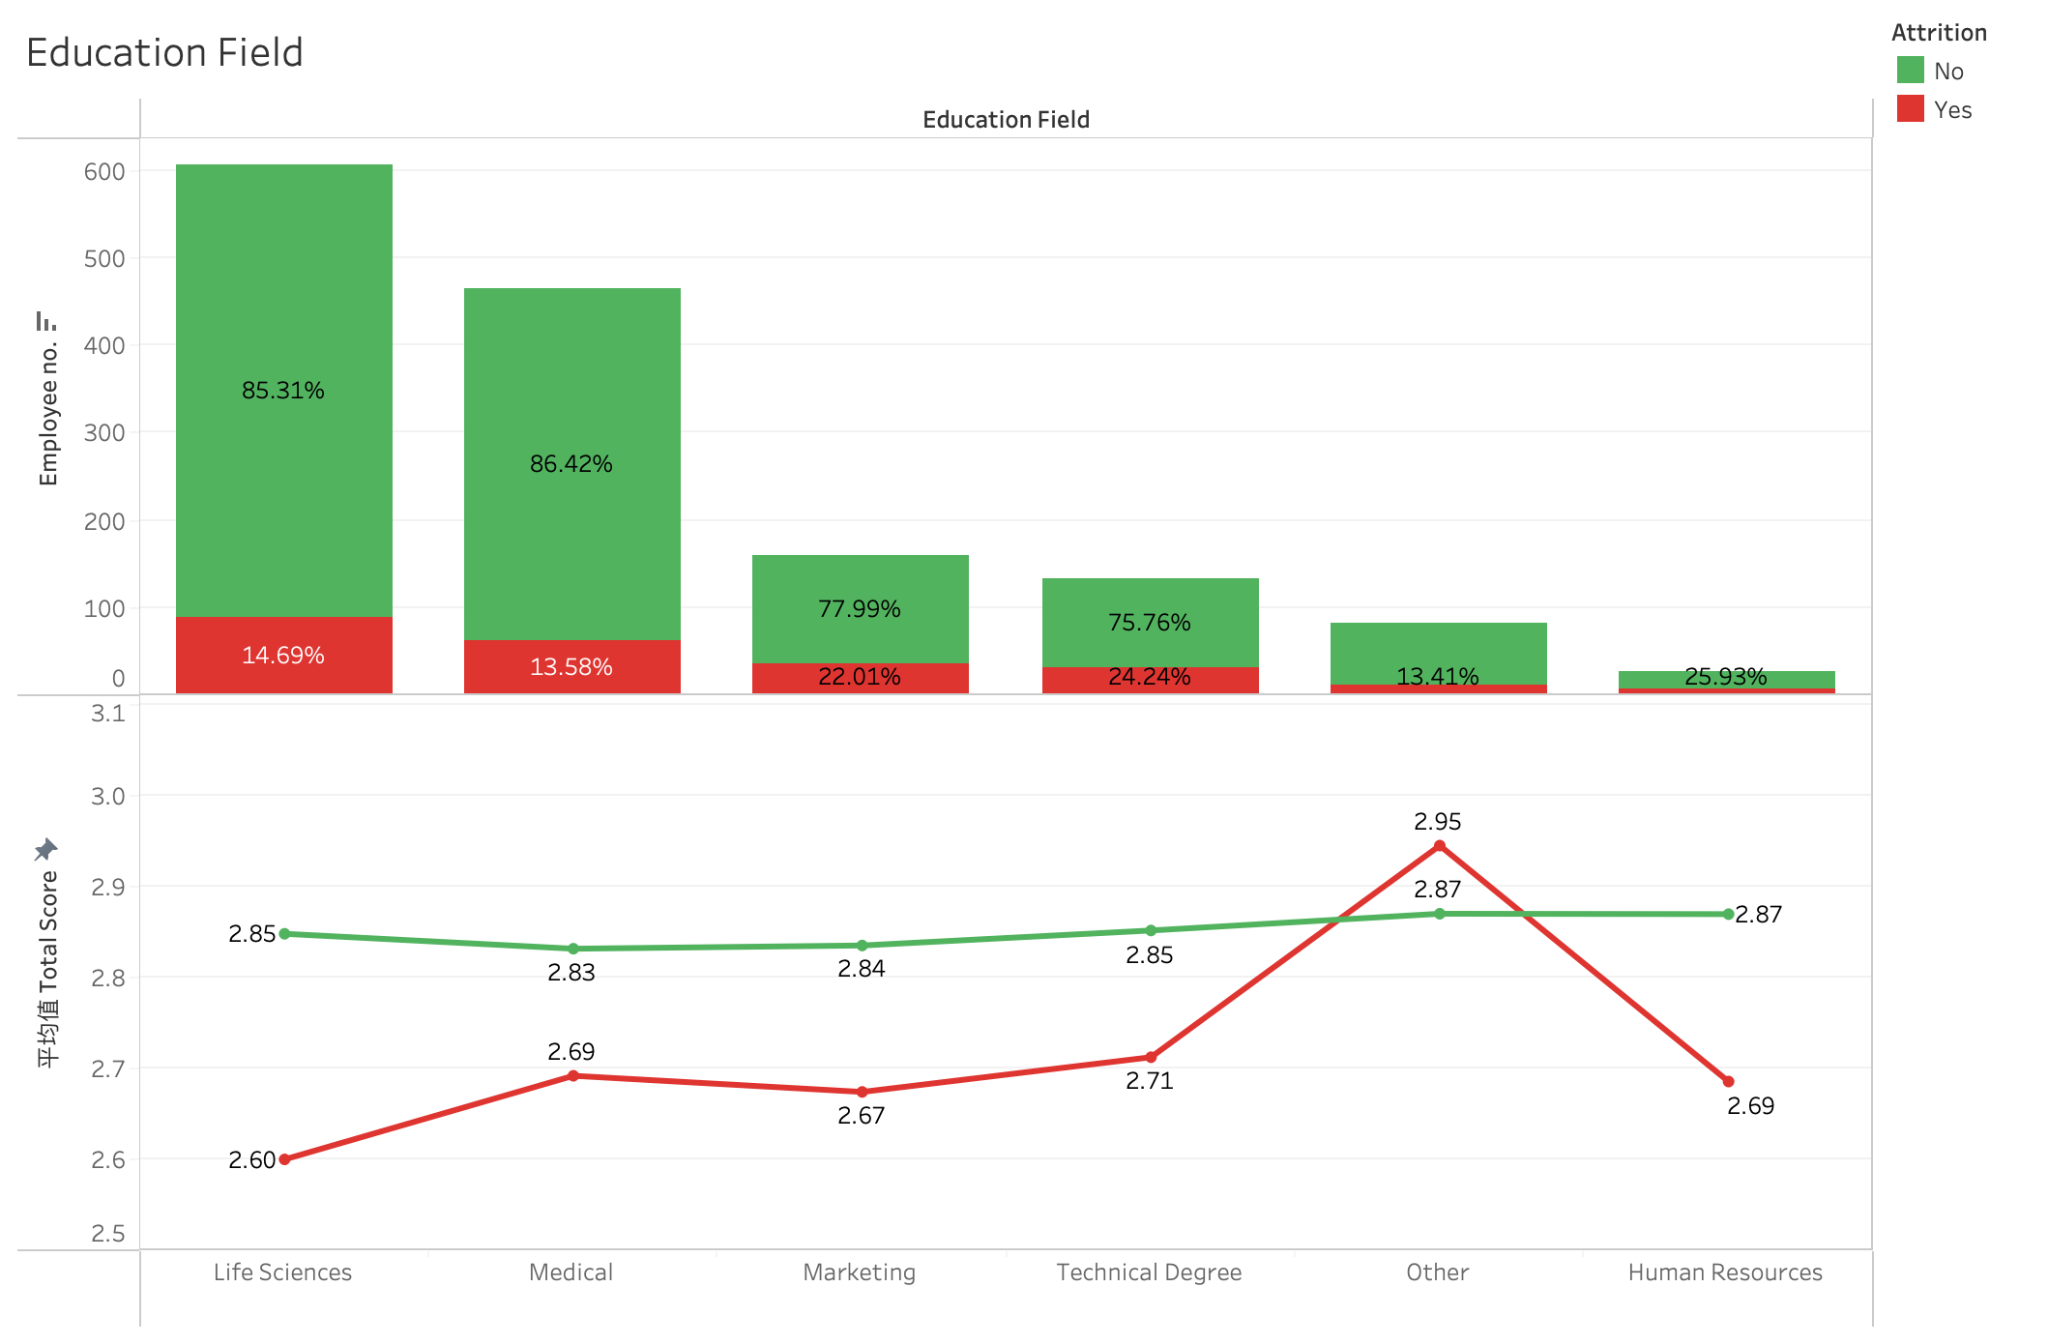 Education Field
Attrition
No
Yes
Education Field
Employee no.
600
500
400
300
200
100
0
85.31%
14.69%
86.42%
13.58%
77.99%
22.01%
75.76%
24.24%
13.41%
25.93%
平均值 Total Score
3.1
3.0
2.9
2.8
2.7
2.6
2.5
2.85
2.83
2.84
2.85
2.87
2.87
2.60
2.69
2.67
2.71
2.95
2.69
Life Sciences
Medical
Marketing
Technical Degree
Other
Human Resources